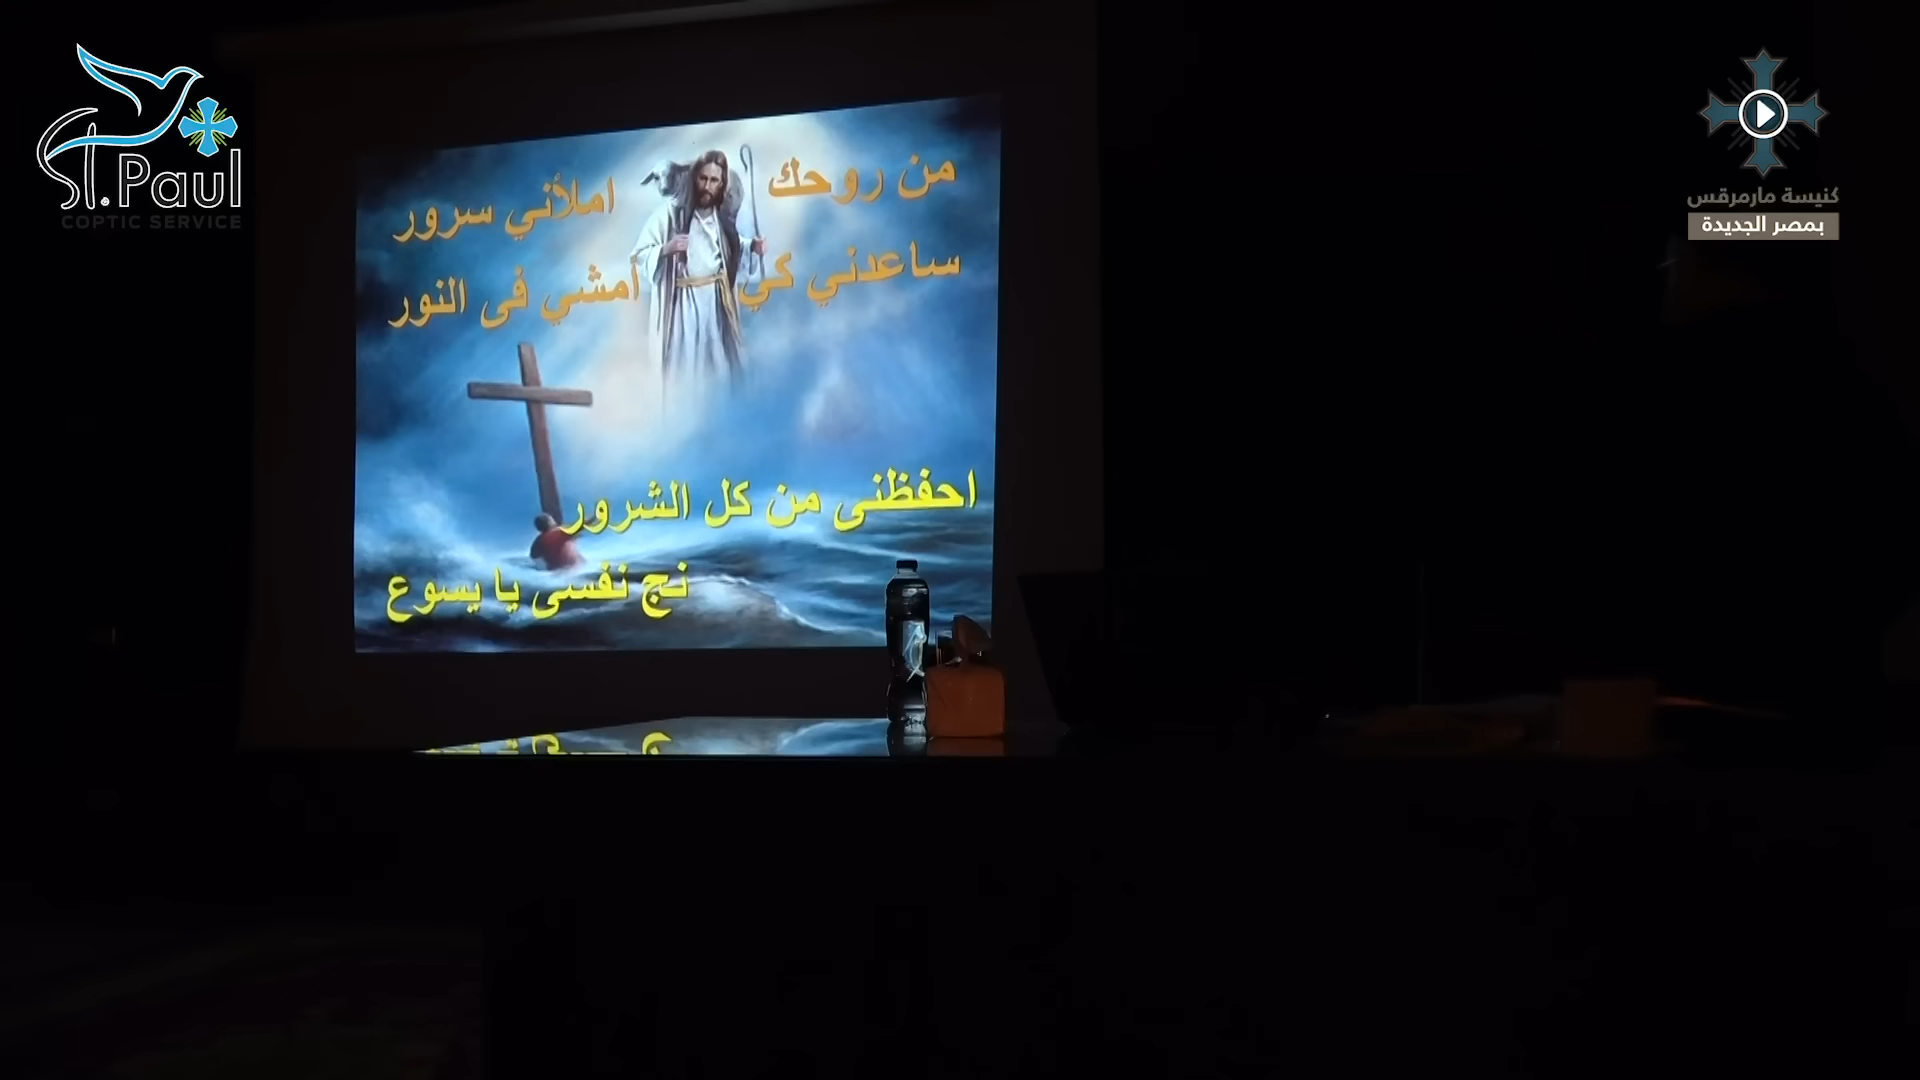 St. Paul
COPTIC SERVICE
كنيسة مارمرقس
بمصر الجديدة
من روحك املأني سرور
ساعدني كي أمشي فى النور
احفظنى من كل الشرور
نج نفسى يا يسوع